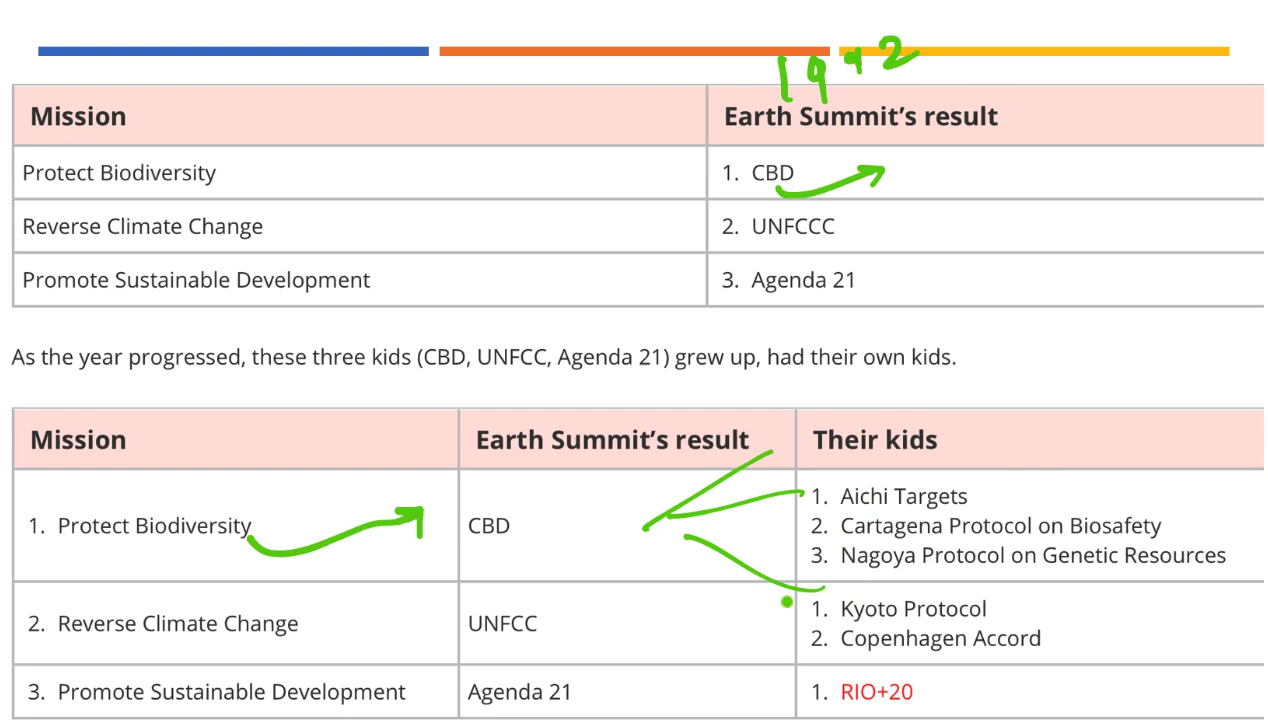 1992
Mission Earth Summit's result
Protect Biodiversity 1. CBD
Reverse Climate Change 2. UNFCCC
Promote Sustainable Development 3. Agenda 21
As the year progressed, these three kids (CBD, UNFCC, Agenda 21) grew up, had their own kids.
Mission Earth Summit's result Their kids
1. Protect Biodiversity CBD
1. Aichi Targets
2. Cartagena Protocol on Biosafety
3. Nagoya Protocol on Genetic Resources
2. Reverse Climate Change UNFCC
1. Kyoto Protocol
2. Copenhagen Accord
3. Promote Sustainable Development Agenda 21 1. RIO+20